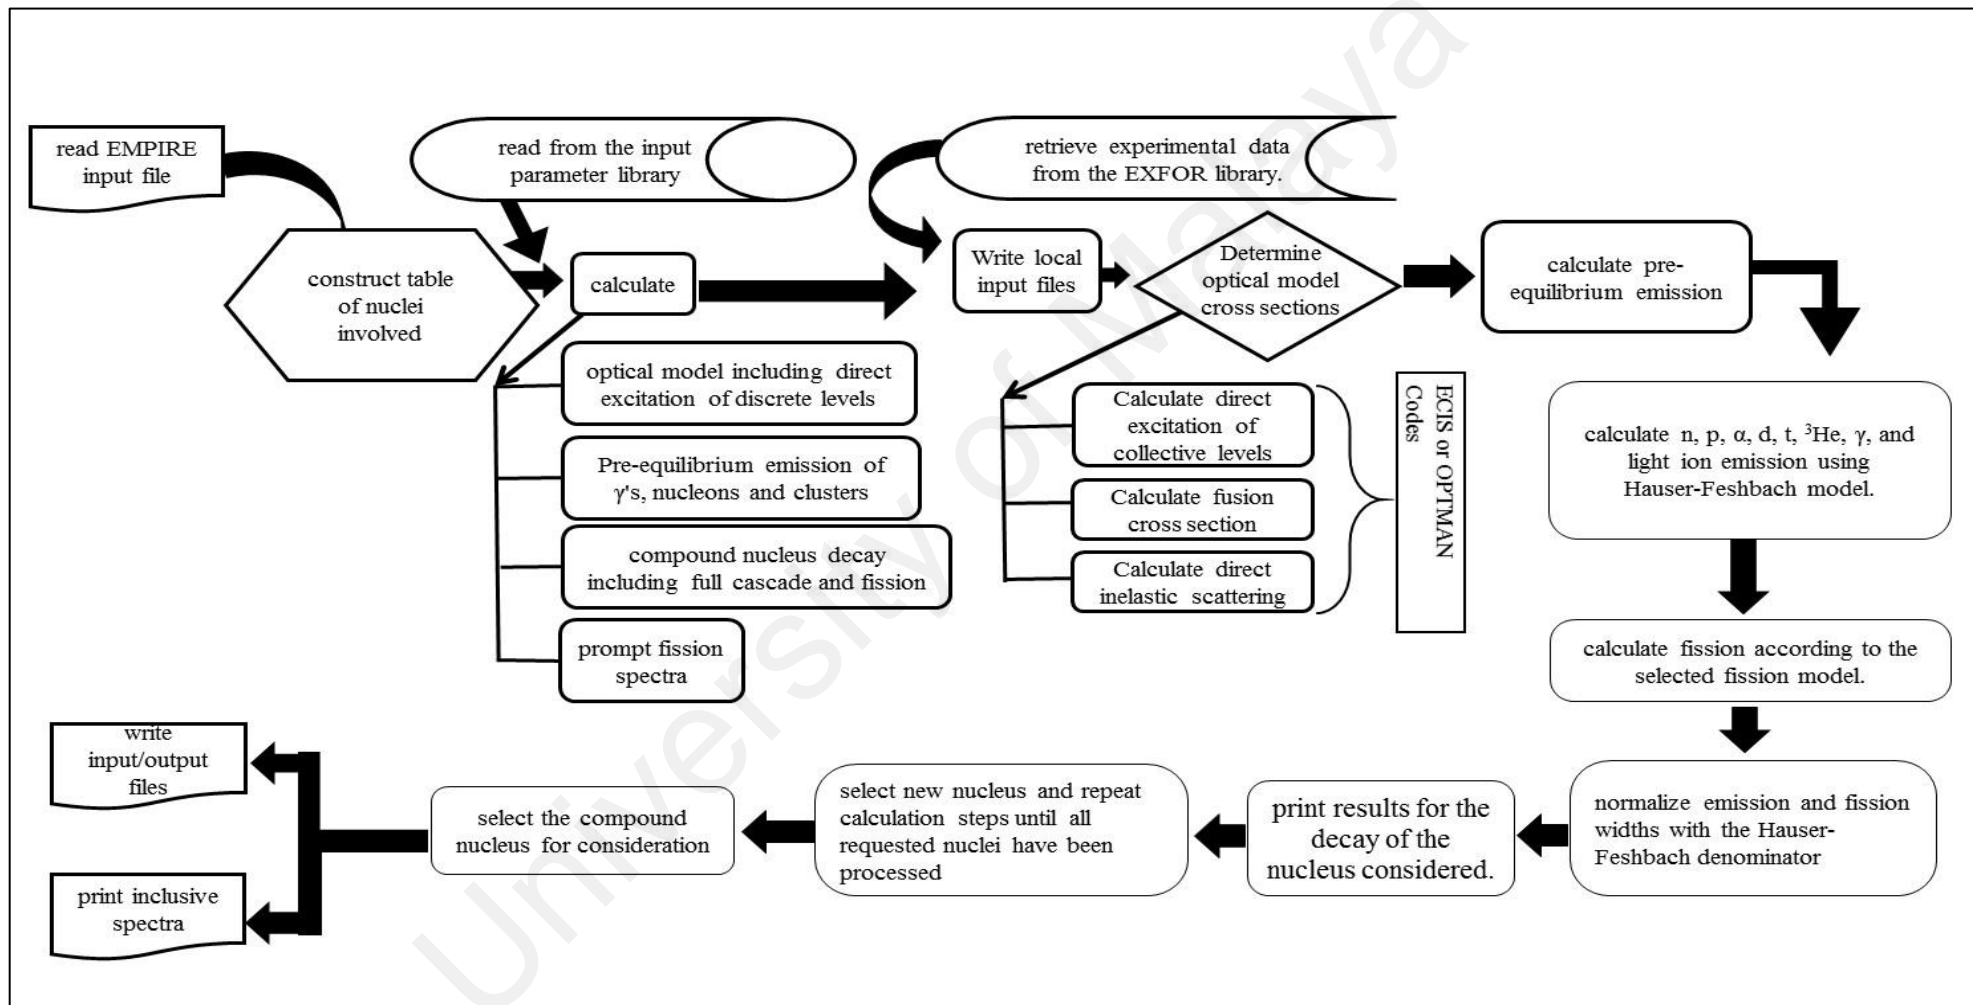 read EMPIRE
input file
construct table
of nuclei
involved
read from the input
parameter library
calculate
optical model including direct
excitation of discrete levels
Pre-equilibrium emission of
γ's, nucleons and clusters
compound nucleus decay
including full cascade and fission
prompt fission
spectra
retrieve experimental data
from the EXFOR library.
Write local
input files
Determine
optical model
cross sections
Calculate direct
excitation of
collective levels
Calculate fusion
cross section
Calculate direct
inelastic scattering
ECIS or OPTMAN
Codes
calculate pre-
equilibrium emission
calculate n, p, α, d, t, ³He, γ, and
light ion emission using
Hauser-Feshbach model.
calculate fission according to the
selected fission model.
normalize emission and fission
widths with the Hauser-
Feshbach denominator
print results for the
decay of the
nucleus considered.
select new nucleus and repeat
calculation steps until all
requested nuclei have been
processed
select the compound
nucleus for consideration
write
input/output
files
print inclusive
spectra
University of Malaya